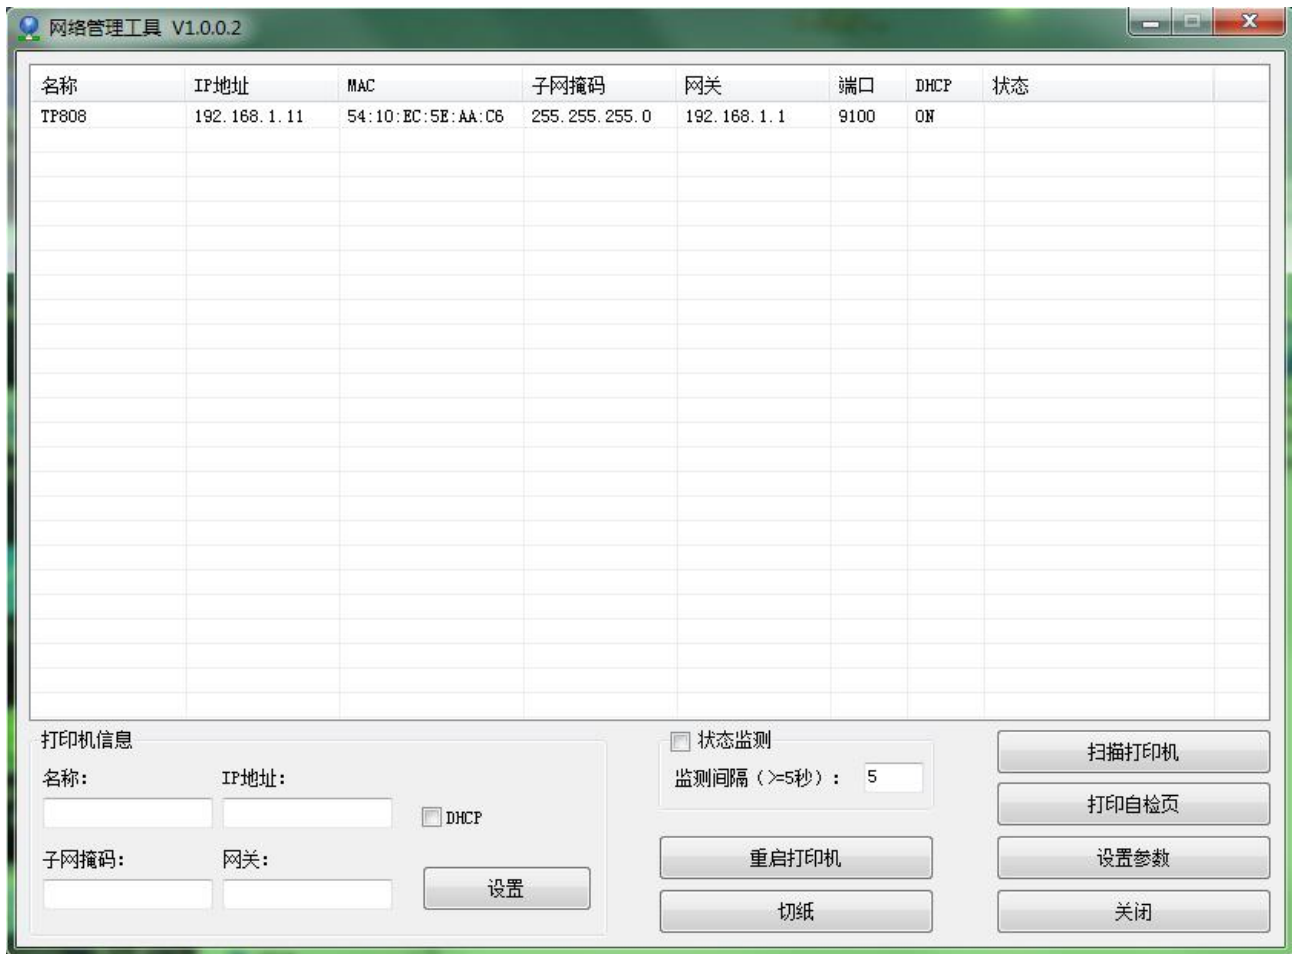 网络管理工具 V1.0.0.2
名称 IP地址 MAC 子网掩码 网关 端口 DHCP 状态
TP808 192.168.1.11 54:10:EC:5E:AA:C6 255.255.255.0 192.168.1.1 9100 ON
打印机信息
名称: IP地址:
DHCP
子网掩码: 网关:
设置
状态监测
监测间隔（>=5秒）: 5
重启打印机
切纸
扫描打印机
打印自检页
设置参数
关闭